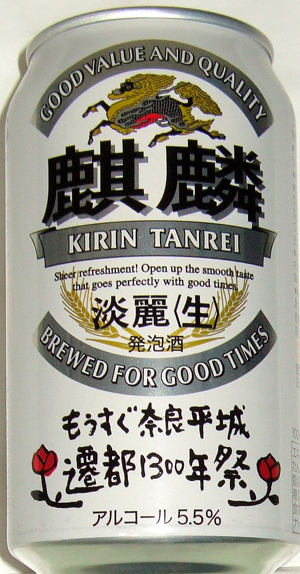 GOOD VALUE AND QUALITY
麒麟
KIRIN TANREI
Sheer refreshment! Open up the smooth taste
that goes perfectly with good times.
淡麗〈生〉
発泡酒
BREWED FOR GOOD TIMES
もうすぐ奈良平城
遷都1300年祭
アルコール 5.5%